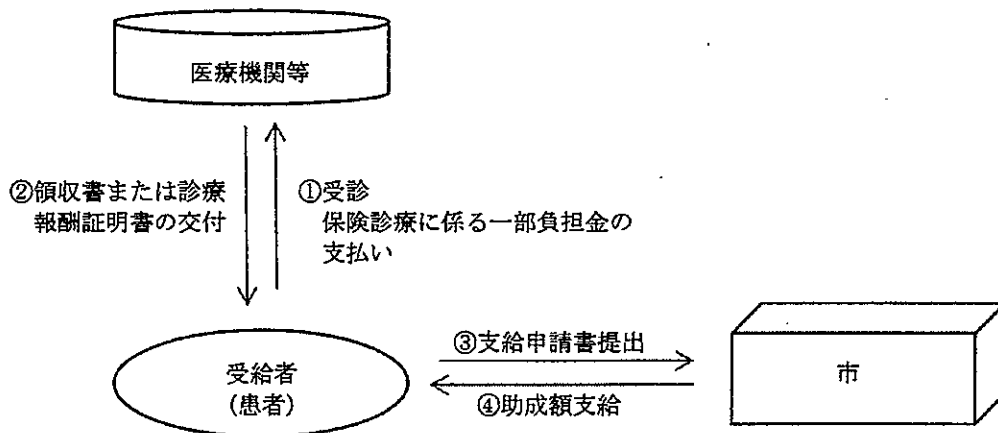 医療機関等
②領収書または診療
報酬証明書の交付
①受診
保険診療に係る一部負担金の
支払い
受給者
(患者)
③支給申請書提出
④助成額支給
市